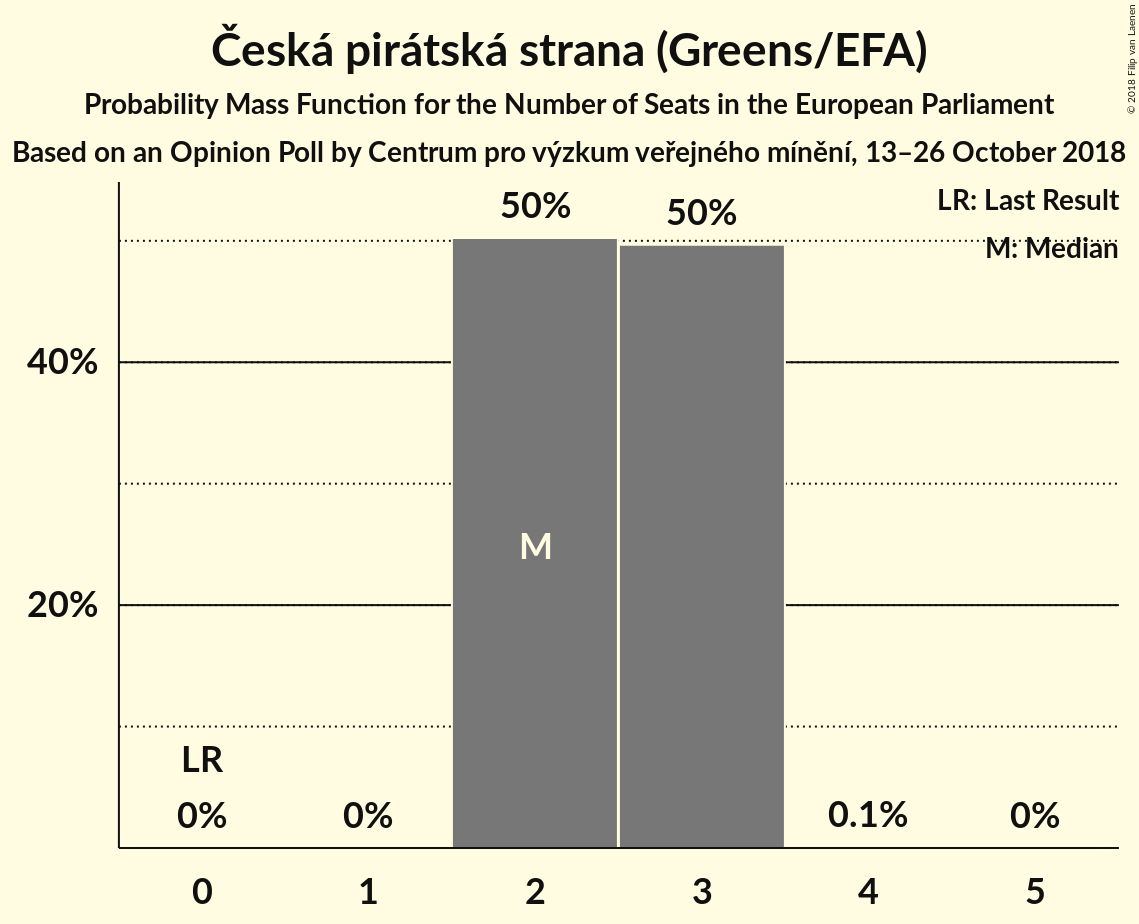 Česká pirátská strana (Greens/EFA)
Probability Mass Function for the Number of Seats in the European Parliament
Based on an Opinion Poll by Centrum pro výzkum veřejného mínění, 13–26 October 2018
© 2018 Filip van Laenen
LR: Last Result
M: Median
50%
50%
40%
M
20%
LR
0%
0%
0.1%
0%
0
1
2
3
4
5